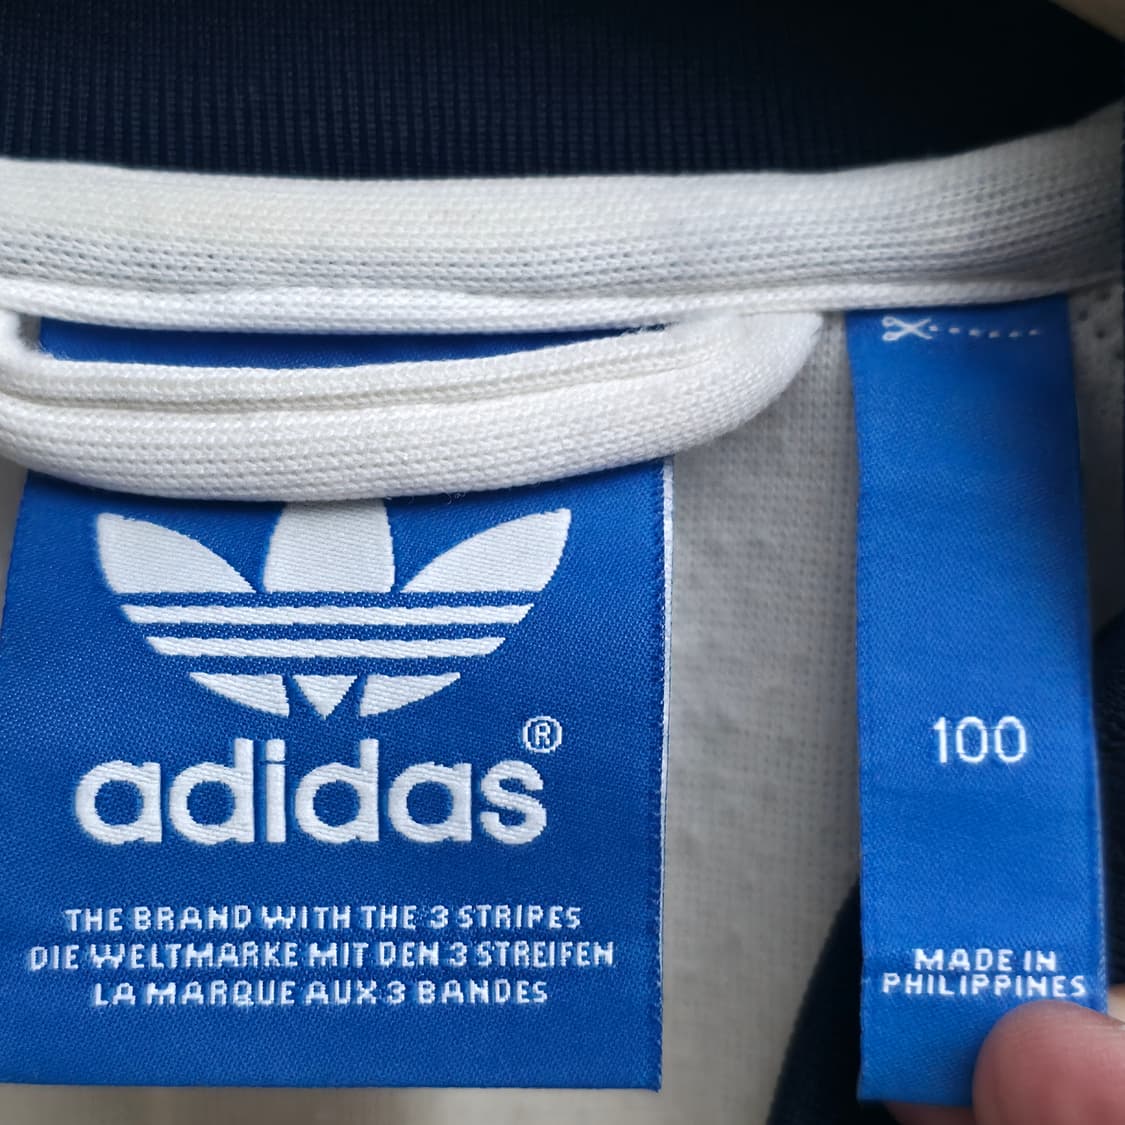 adidas®
THE BRAND WITH THE 3 STRIPES
DIE WELTMARKE MIT DEN 3 STREIFEN
LA MARQUE AUX 3 BANDES
100
MADE IN
PHILIPPINES